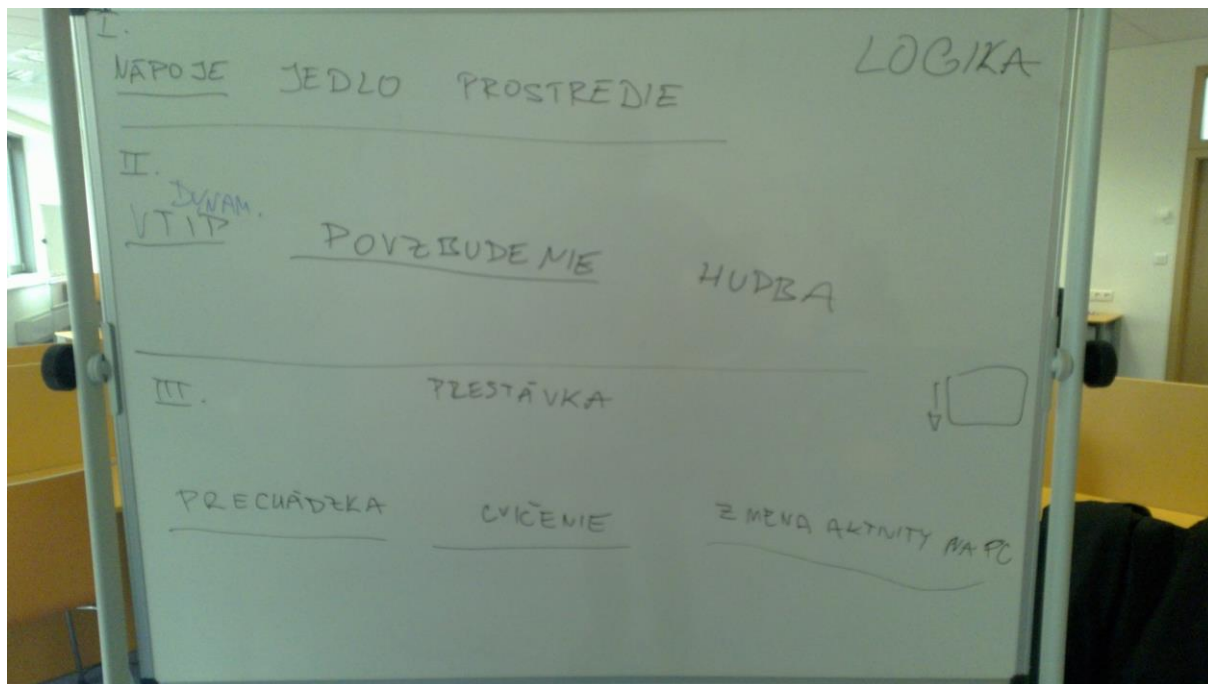 I.
NÁPOJE JEDLO PROSTREDIE LOGIKA
II.
DYNAM.
VTIP POVZBUDENIE HUDBA
III. PRESTÁVKA
PRECHÁDZKA CVIČENIE ZMENA AKTIVITY NA PC